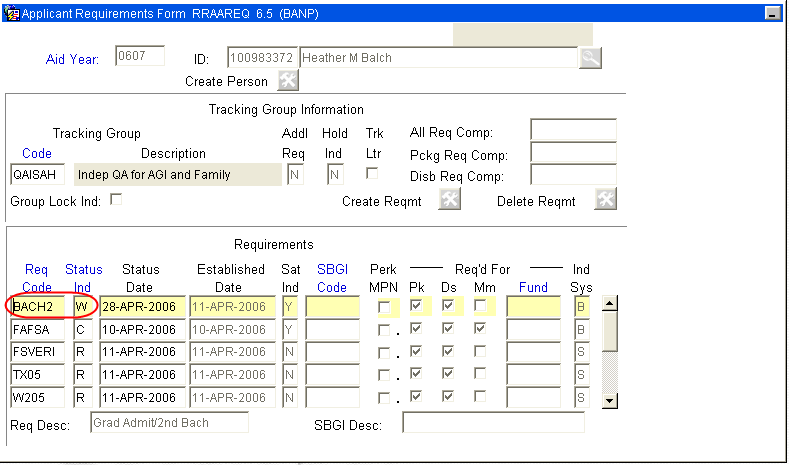 Applicant Requirements Form RRAAREQ 6.5 (BANP)
Aid Year: 0607 ID: 100983372 Heather M Balch
Create Person
Tracking Group Information
Tracking Group Addl Hold Trk All Req Comp:
Code Description Req Ind Ltr Pckg Req Comp:
QAISAH Indep QA for AGI and Family N N Disb Req Comp:
Group Lock Ind: Create Reqmt Delete Reqmt
Requirements
Req Status Status Established Sat SBGI Perk Req'd For Ind
Code Ind Date Date Ind Code MPN Pk Ds Mm Fund Sys
BACH2 W 28-APR-2006 11-APR-2006 Y B
FAFSA C 10-APR-2006 10-APR-2006 Y . B
FSVERI R 11-APR-2006 11-APR-2006 N . S
TX05 R 11-APR-2006 11-APR-2006 N . S
W205 R 11-APR-2006 11-APR-2006 N . S
Req Desc: Grad Admit/2nd Bach SBGI Desc: